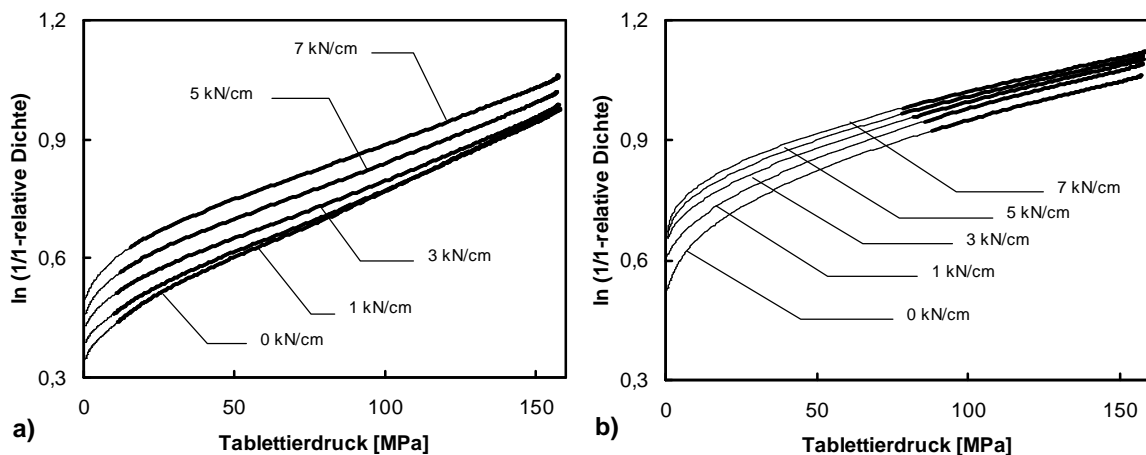 1,2
0,9
0,6
0,3
ln (1/1-relative Dichte)
7 kN/cm
5 kN/cm
3 kN/cm
1 kN/cm
0 kN/cm
0
50
100
150
Tablettierdruck [MPa]
a)
1,2
0,9
0,6
0,3
ln (1/1-relative Dichte)
7 kN/cm
5 kN/cm
3 kN/cm
1 kN/cm
0 kN/cm
0
50
100
150
Tablettierdruck [MPa]
b)